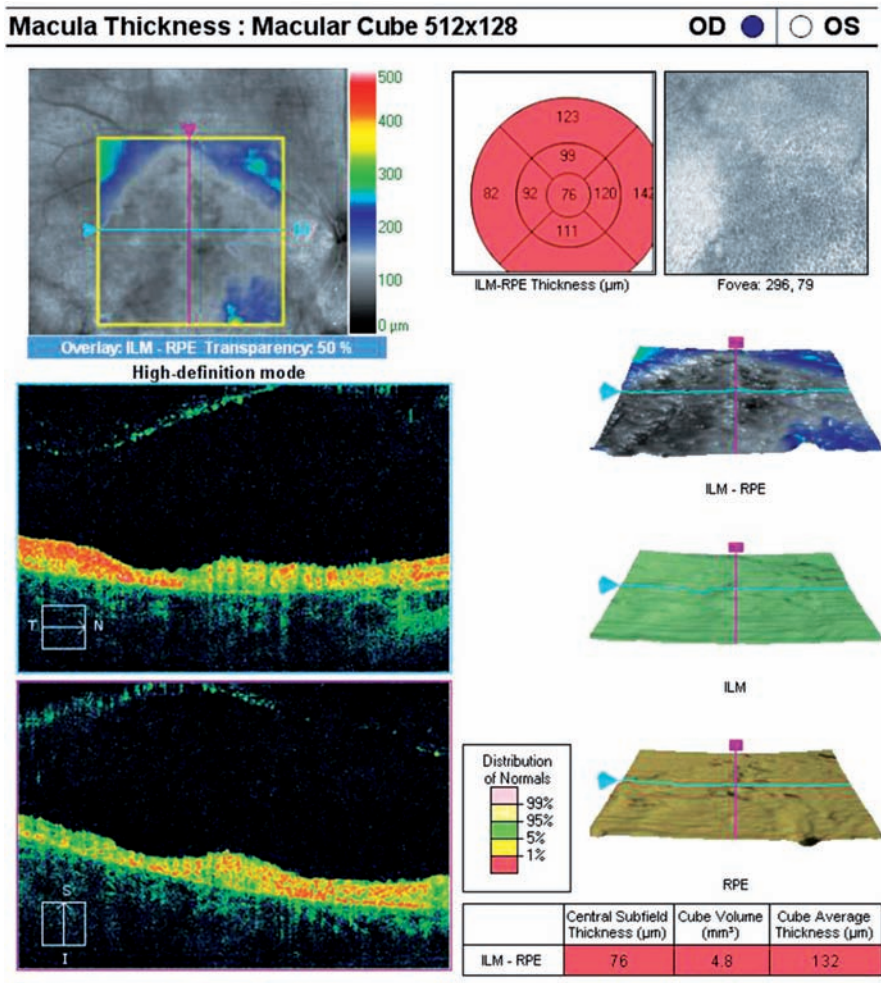 Macula Thickness : Macular Cube 512x128 OD OS
500
400
300
200
100
0 µm
Overlay: ILM - RPE Transparency: 50 %
123
99
82 92 76 120 142
111
ILM-RPE Thickness (µm)
Fovea: 296, 79
High-definition mode
T N
S
I
ILM - RPE
ILM
RPE
Distribution
of Normals
99%
95%
5%
1%
Central Subfield Thickness (µm) Cube Volume (mm³) Cube Average Thickness (µm)
ILM - RPE 76 4.8 132